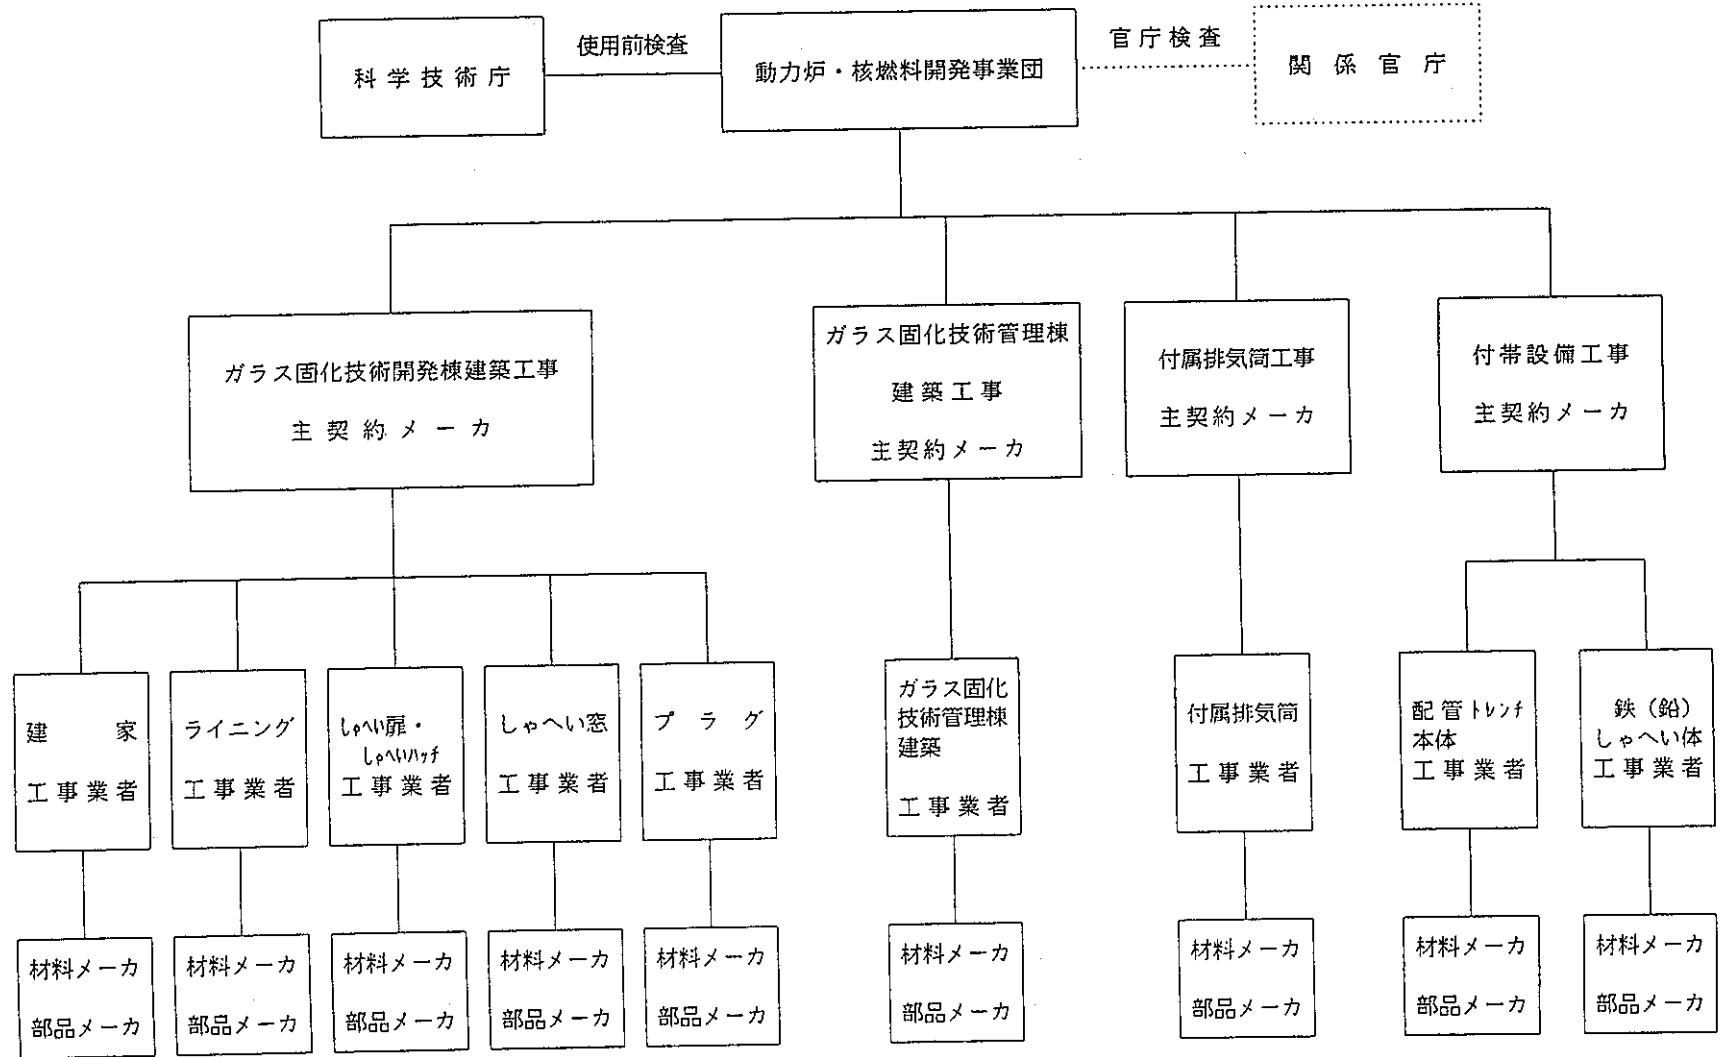 科学技術庁
使用前検査
動力炉・核燃料開発事業団
官庁検査
関係官庁
ガラス固化技術開発棟建築工事
主契約メーカ
ガラス固化技術管理棟
建築工事
主契約メーカ
付属排気筒工事
主契約メーカ
付帯設備工事
主契約メーカ
建家
工事業者
ライニング
工事業者
しゃへい扉・
しゃへいハッチ
工事業者
しゃへい窓
工事業者
プラグ
工事業者
ガラス固化
技術管理棟
建築
工事業者
付属排気筒
工事業者
配管トレンチ
本体
工事業者
鉄（鉛）
しゃへい体
工事業者
材料メーカ
部品メーカ
材料メーカ
部品メーカ
材料メーカ
部品メーカ
材料メーカ
部品メーカ
材料メーカ
部品メーカ
材料メーカ
部品メーカ
材料メーカ
部品メーカ
材料メーカ
部品メーカ
材料メーカ
部品メーカ